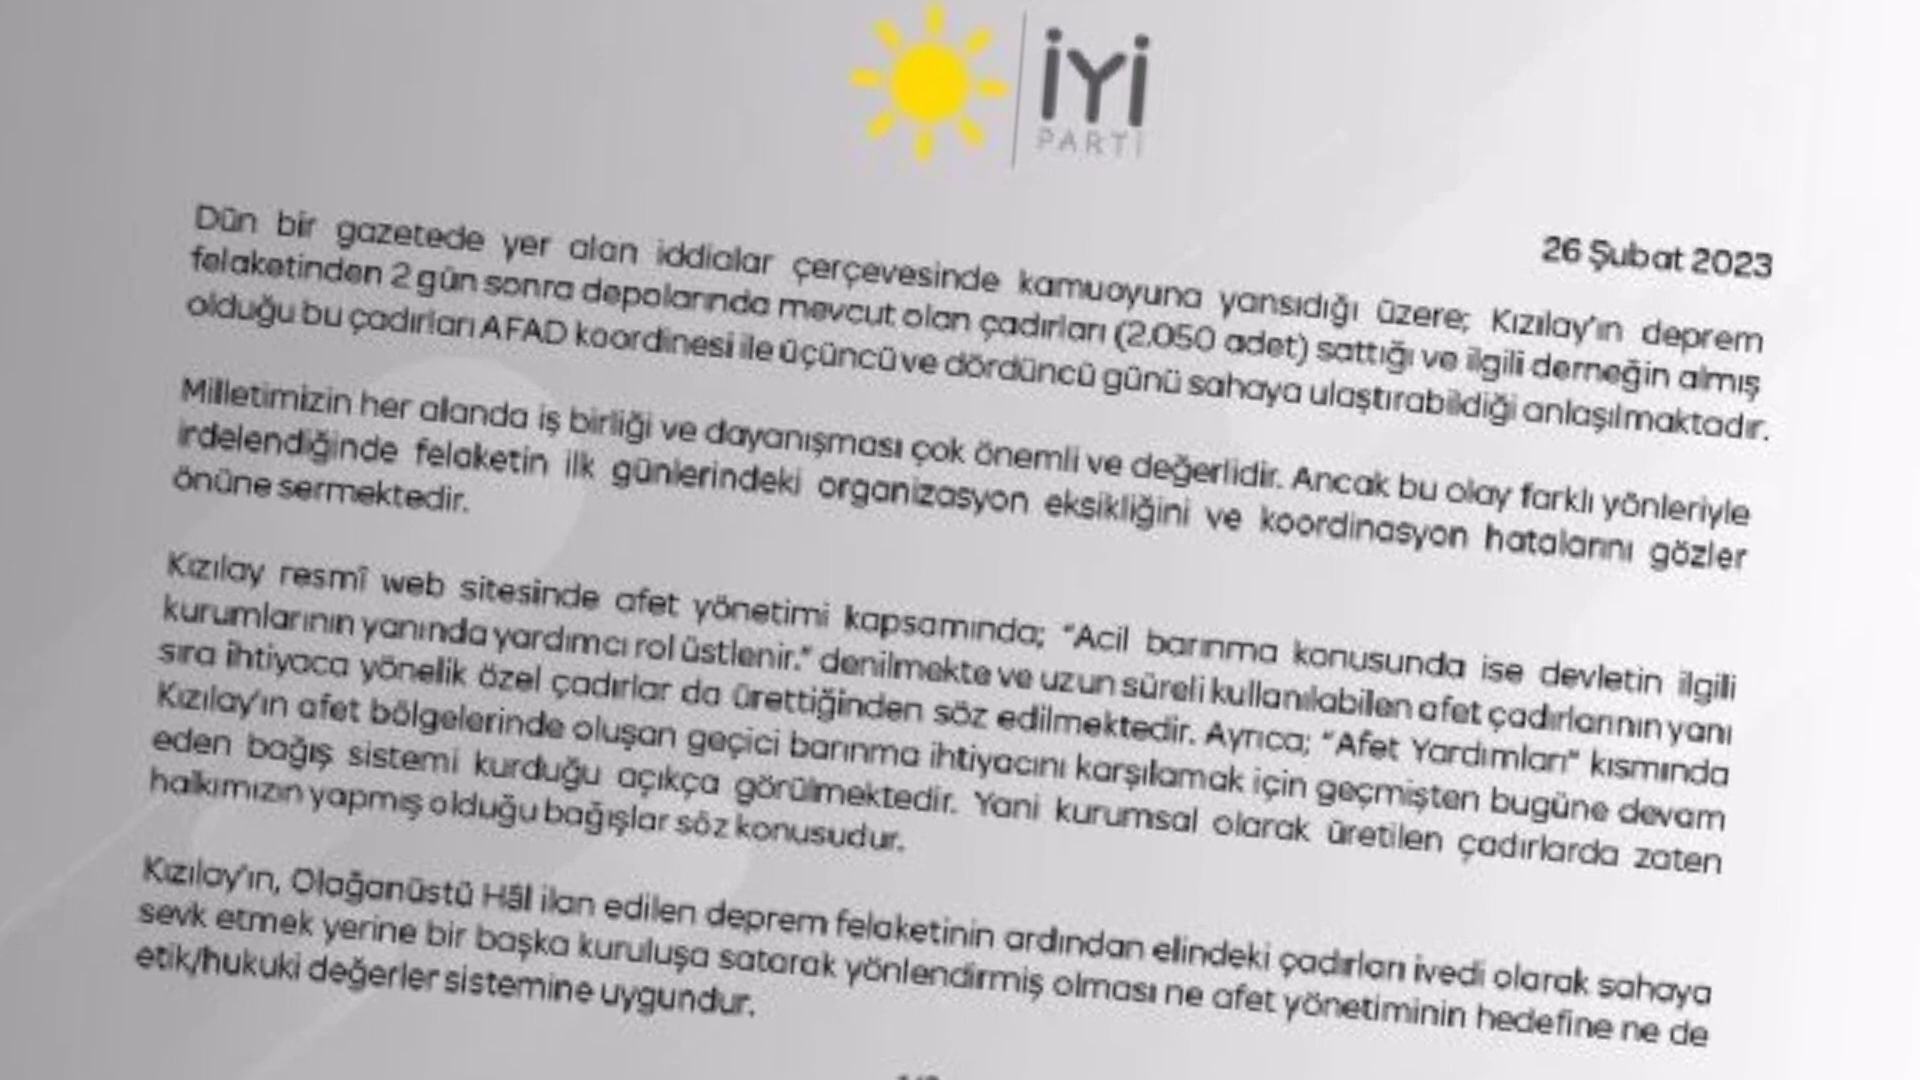 İYİ
PARTİ
26 Şubat 2023
Dün bir gazetede yer alan iddialar çerçevesinde kamuoyuna yansıdığı üzere; Kızılay'ın deprem
felaketinden 2 gün sonra depolarında mevcut olan çadırları (2.050 adet) sattığı ve ilgili derneğin almış
olduğu bu çadırları AFAD koordinesi ile üçüncü ve dördüncü günü sahaya ulaştırabildiği anlaşılmaktadır.
Milletimizin her alanda iş birliği ve dayanışması çok önemli ve değerlidir. Ancak bu olay farklı yönleriyle
irdelendiğinde felaketin ilk günlerindeki organizasyon eksikliğini ve koordinasyon hatalarını gözler
önüne sermektedir.
Kızılay resmî web sitesinde afet yönetimi kapsamında; "Acil barınma konusunda ise devletin ilgili
kurumlarının yanında yardımcı rol üstlenir." denilmekte ve uzun süreli kullanılabilen afet çadırlarının yanı
sıra ihtiyaca yönelik özel çadırlar da ürettiğinden söz edilmektedir. Ayrıca; "Afet Yardımları" kısmında
Kızılay'ın afet bölgelerinde oluşan geçici barınma ihtiyacını karşılamak için geçmişten bugüne devam
eden bağış sistemi kurduğu açıkça görülmektedir. Yani kurumsal olarak üretilen çadırlarda zaten
halkımızın yapmış olduğu bağışlar söz konusudur.
Kızılay'ın, Olağanüstü Hâl ilan edilen deprem felaketinin ardından elindeki çadırları ivedi olarak sahaya
sevk etmek yerine bir başka kuruluşa satarak yönlendirmiş olması ne afet yönetiminin hedefine ne de
etik/hukuki değerler sistemine uygundur.